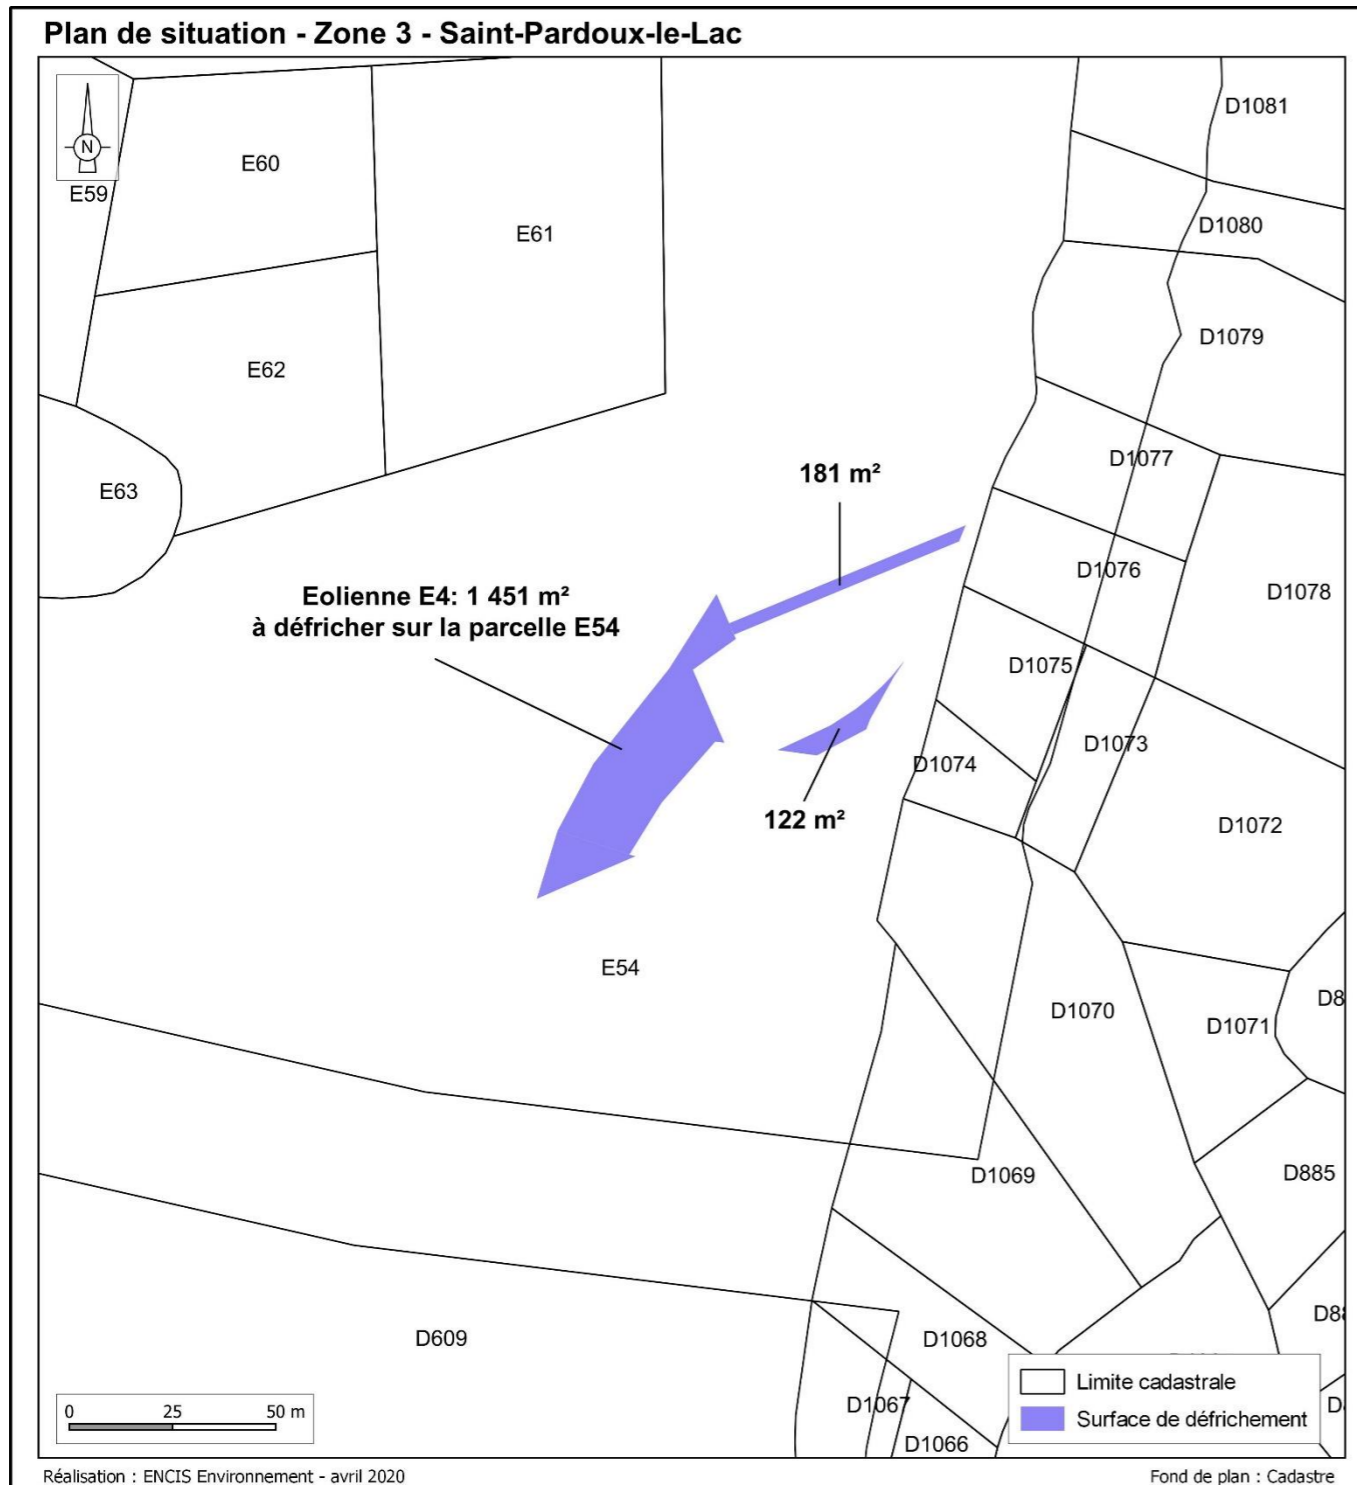 Plan de situation - Zone 3 - Saint-Pardoux-le-Lac
N
E59
E60
E61
E62
E63
D1081
D1080
D1079
D1077
D1078
D1076
D1075
D1073
D1074
D1072
181 m²
Eolienne E4: 1 451 m²
à défricher sur la parcelle E54
122 m²
E54
D1070
D1071
D8
D1069
D885
D609
D1068
D1067
D1066
Limite cadastrale
Surface de défrichement
0 25 50 m
Réalisation : ENCIS Environnement - avril 2020
Fond de plan : Cadastre